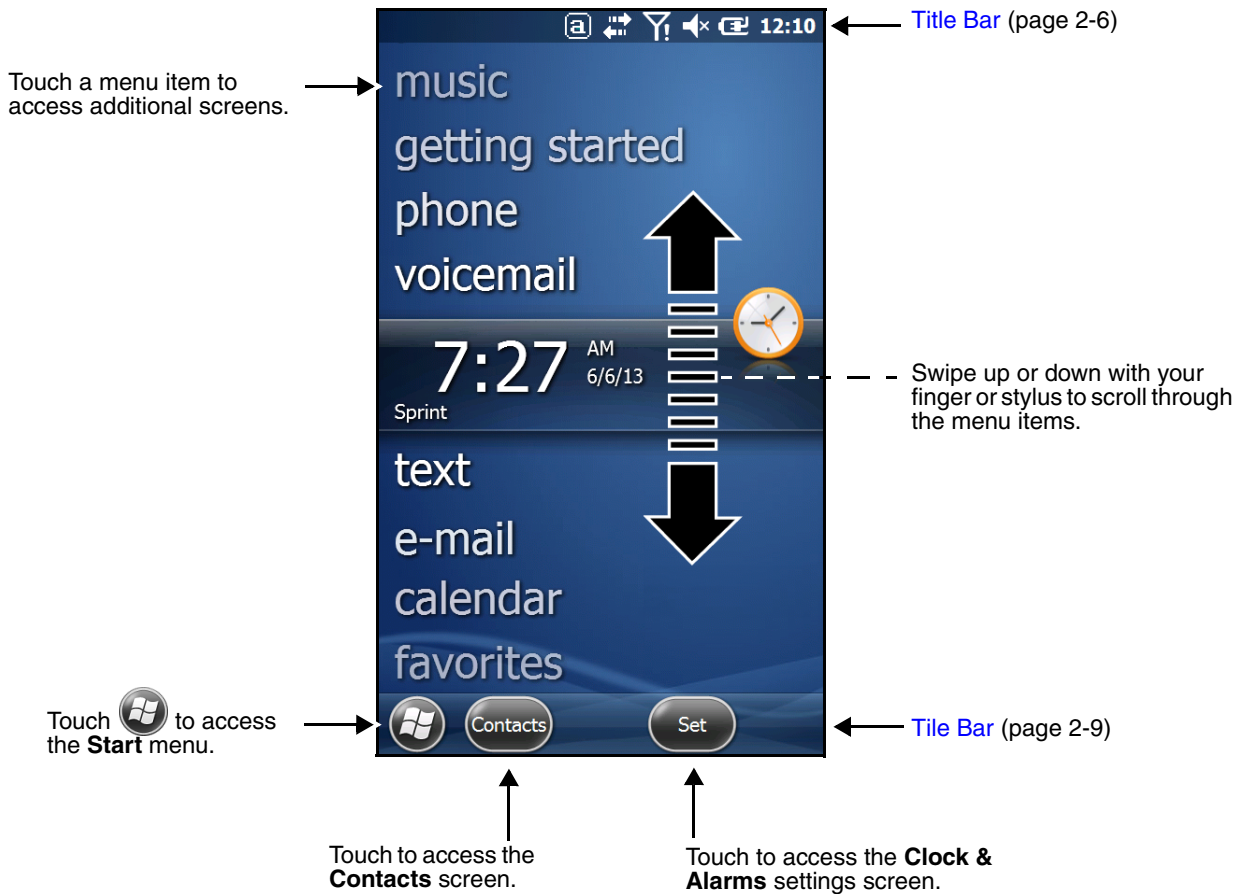 a 12:10
Title Bar (page 2-6)
Touch a menu item to
access additional screens.
music
getting started
phone
voicemail
7:27 AM
6/6/13
Sprint
Swipe up or down with your
finger or stylus to scroll through
the menu items.
text
e-mail
calendar
favorites
Touch to access
the Start menu.
Contacts
Set
Tile Bar (page 2-9)
Touch to access the
Contacts screen.
Touch to access the Clock &
Alarms settings screen.